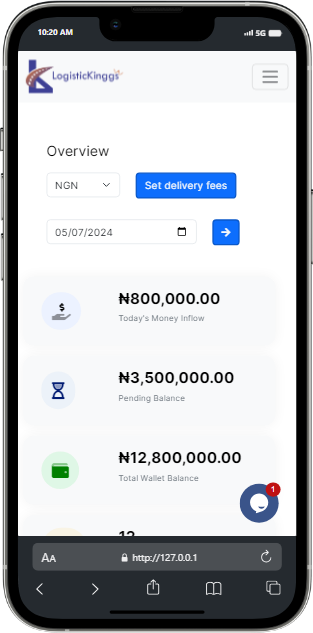 10:20 AM
5G
LogisticKinggs
Overview
NGN
Set delivery fees
05/07/2024
₦800,000.00
Today's Money Inflow
₦3,500,000.00
Pending Balance
₦12,800,000.00
Total Wallet Balance
1
12
AA
http://127.0.0.1